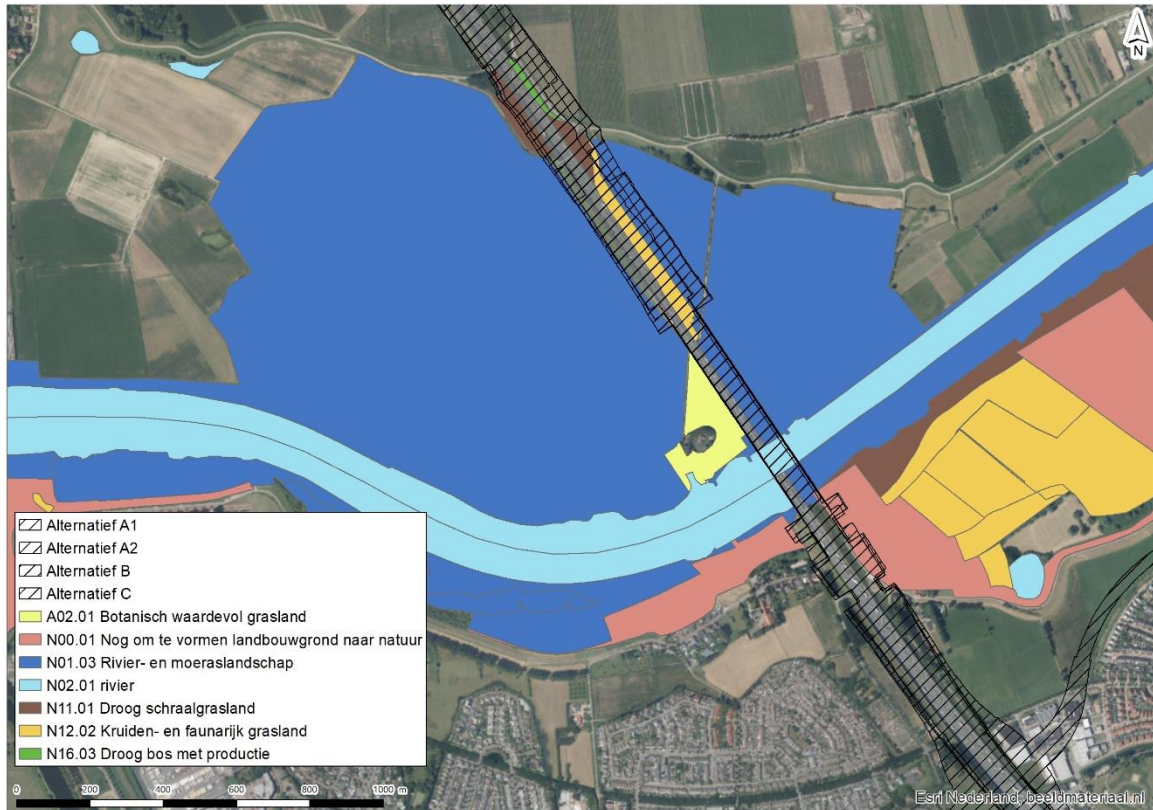 N
Alternatief A1
Alternatief A2
Alternatief B
Alternatief C
A02.01 Botanisch waardevol grasland
N00.01 Nog om te vormen landbouwgrond naar natuur
N01.03 Rivier- en moeraslandschap
N02.01 rivier
N11.01 Droog schraalgrasland
N12.02 Kruiden- en faunarijk grasland
N16.03 Droog bos met productie
0 200 400 600 800 1000 m
Esri Nederland, beeldmateriaal.nl